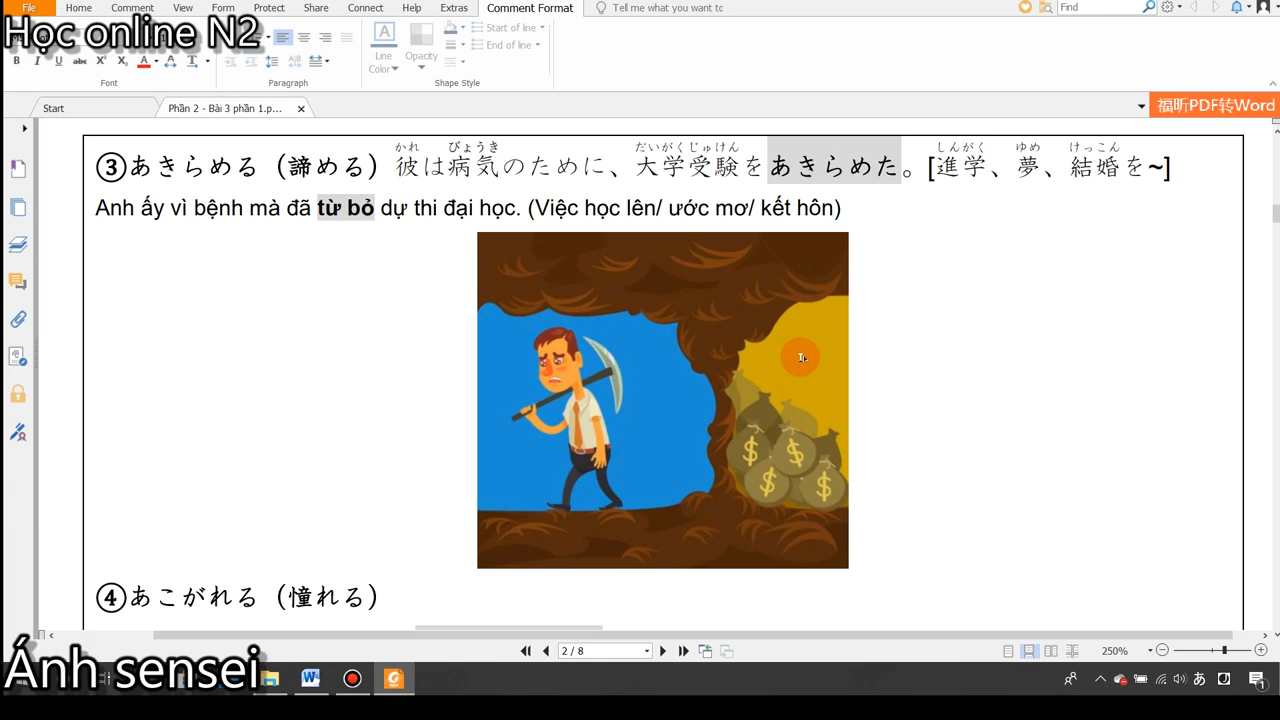 File Home Comment View Form Protect Share Connect Help Extras Comment Format Tell me what you want to Find
Học online N2
Line Color
Opacity
Start of line
End of line
Font Paragraph Shape Style
Start Phần 2 - Bài 3 phần 1.p...
福昕PDF转Word
かれ びょうき だいがくじゅけん しんがく ゆめ けっこん
③あきらめる（諦める）彼は病気のために、大学受験をあきらめた。[進学、夢、結婚を~]
Anh ấy vì bệnh mà đã từ bỏ dự thi đại học. (Việc học lên/ ước mơ/ kết hôn)
$ $ $ $
④あこがれる（憧れる）
2 / 8
250%
Ánh sensei
あ